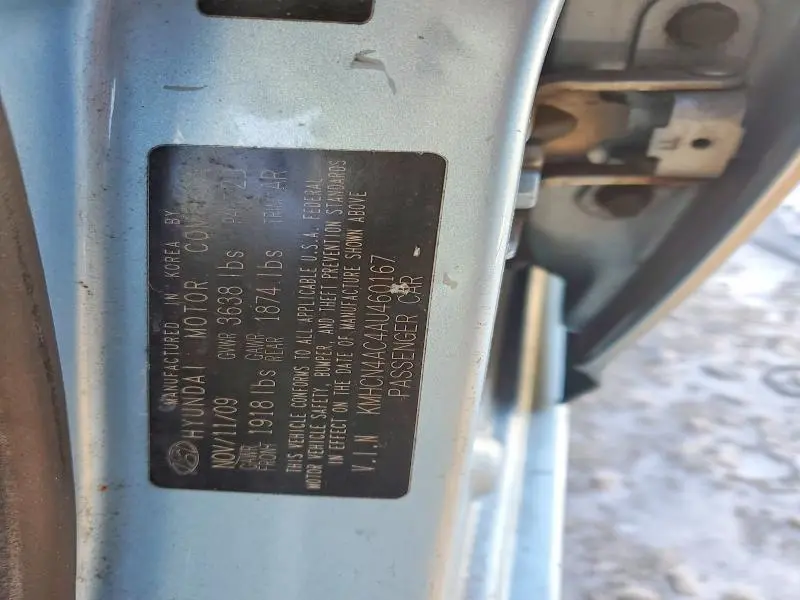 MANUFACTURED IN KOREA BY
HYUNDAI MOTOR
NOV/11/09 GVWR 3638 lbs
GAWR FRONT 1918 lbs GAWR REAR 1874 lbs TRIM AR
THIS VEHICLE CONFORMS TO ALL APPLICABLE U.S.A. FEDERAL
MOTOR VEHICLE SAFETY, BUMPER, AND THEFT PREVENTION STANDARDS
IN EFFECT ON THE DATE OF MANUFACTURE SHOWN ABOVE
V.I.N KMHCN4AC4AU460167
PASSENGER CAR